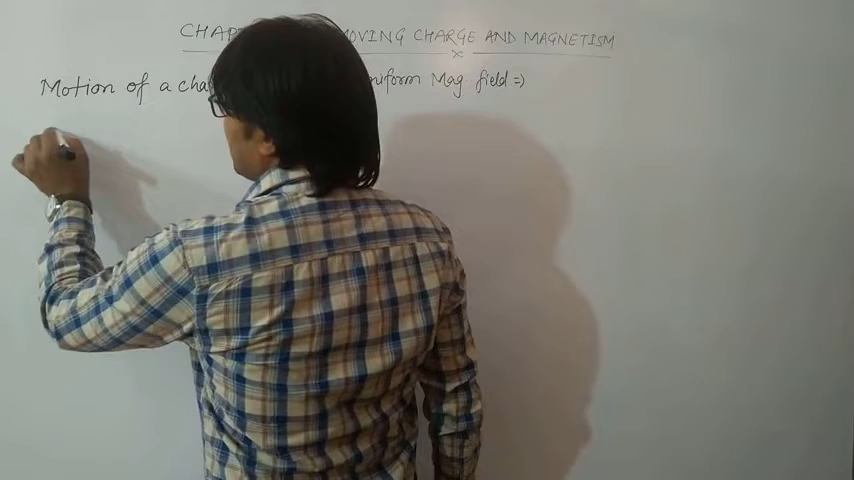 CHAP MOVING CHARGE AND MAGNETISM
Motion of a cha niform Mag. field ⇒